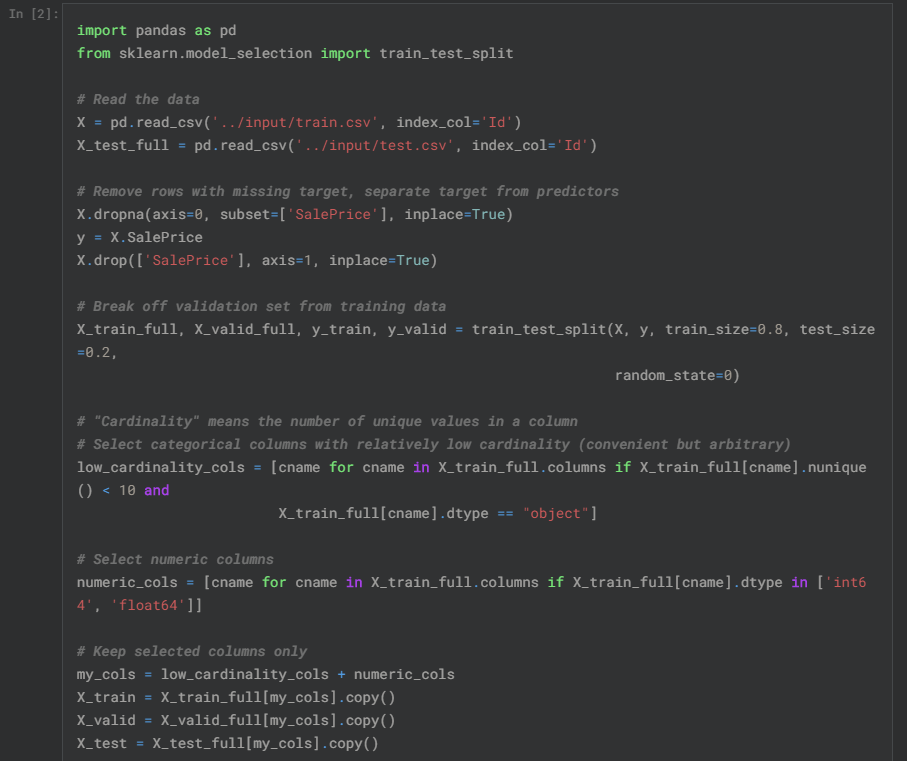 In [2]:
import pandas as pd
from sklearn.model_selection import train_test_split
# Read the data
X = pd.read_csv('../input/train.csv', index_col='Id')
X_test_full = pd.read_csv('../input/test.csv', index_col='Id')
# Remove rows with missing target, separate target from predictors
X.dropna(axis=0, subset=['SalePrice'], inplace=True)
y = X.SalePrice
X.drop(['SalePrice'], axis=1, inplace=True)
# Break off validation set from training data
X_train_full, X_valid_full, y_train, y_valid = train_test_split(X, y, train_size=0.8, test_size
=0.2,
random_state=0)
# "Cardinality" means the number of unique values in a column
# Select categorical columns with relatively low cardinality (convenient but arbitrary)
low_cardinality_cols = [cname for cname in X_train_full.columns if X_train_full[cname].nunique
() < 10 and
X_train_full[cname].dtype == "object"]
# Select numeric columns
numeric_cols = [cname for cname in X_train_full.columns if X_train_full[cname].dtype in ['int6
4', 'float64']]
# Keep selected columns only
my_cols = low_cardinality_cols + numeric_cols
X_train = X_train_full[my_cols].copy()
X_valid = X_valid_full[my_cols].copy()
X_test = X_test_full[my_cols].copy()